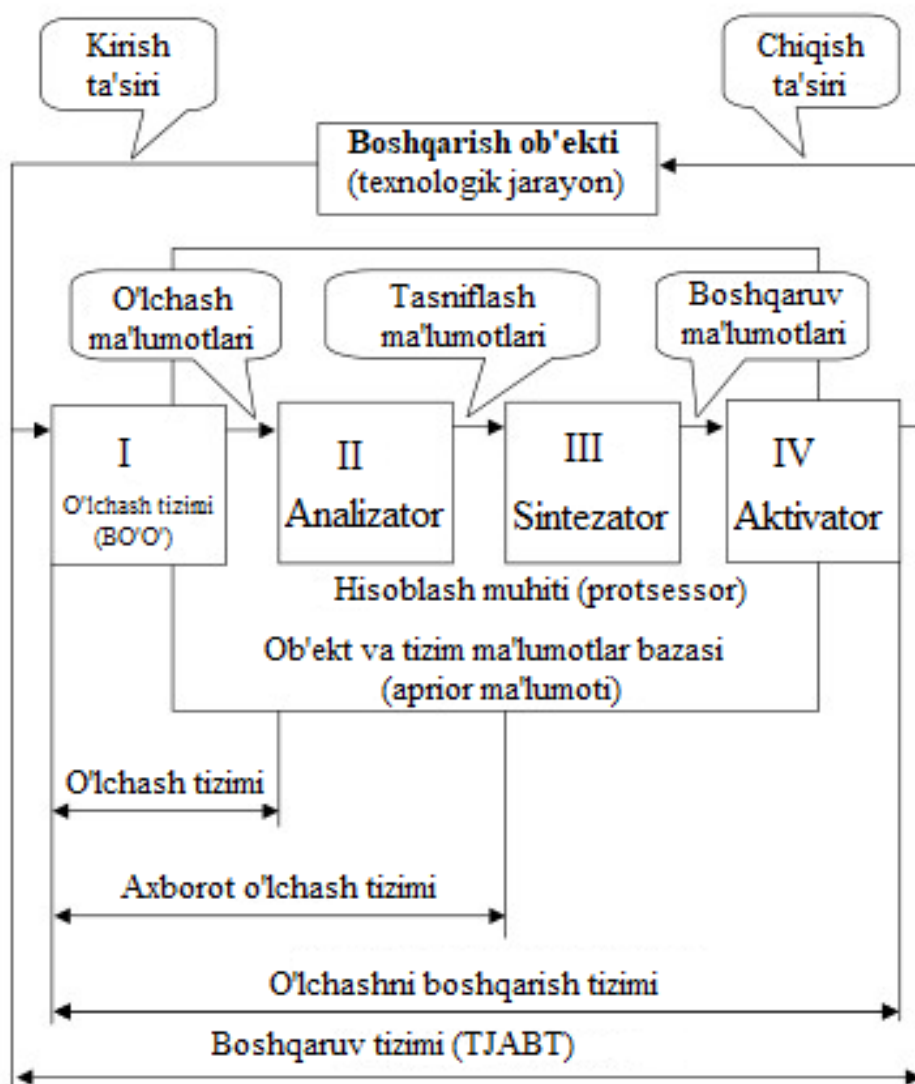 Kirish
ta'siri
Chiqish
ta'siri
Boshqarish ob'ekti
(texnologik jarayon)
O'lchash
ma'lumotlari
Tasniflash
ma'lumotlari
Boshqaruv
ma'lumotlari
I
O'lchash tizimi
(BO'O')
II
Analizator
III
Sintezator
IV
Aktivator
Hisoblash muhiti (protsessor)
Ob'ekt va tizim ma'lumotlar bazasi
(aprior ma'lumoti)
O'lchash tizimi
Axborot o'lchash tizimi
O'lchashni boshqarish tizimi
Boshqaruv tizimi (TJABT)